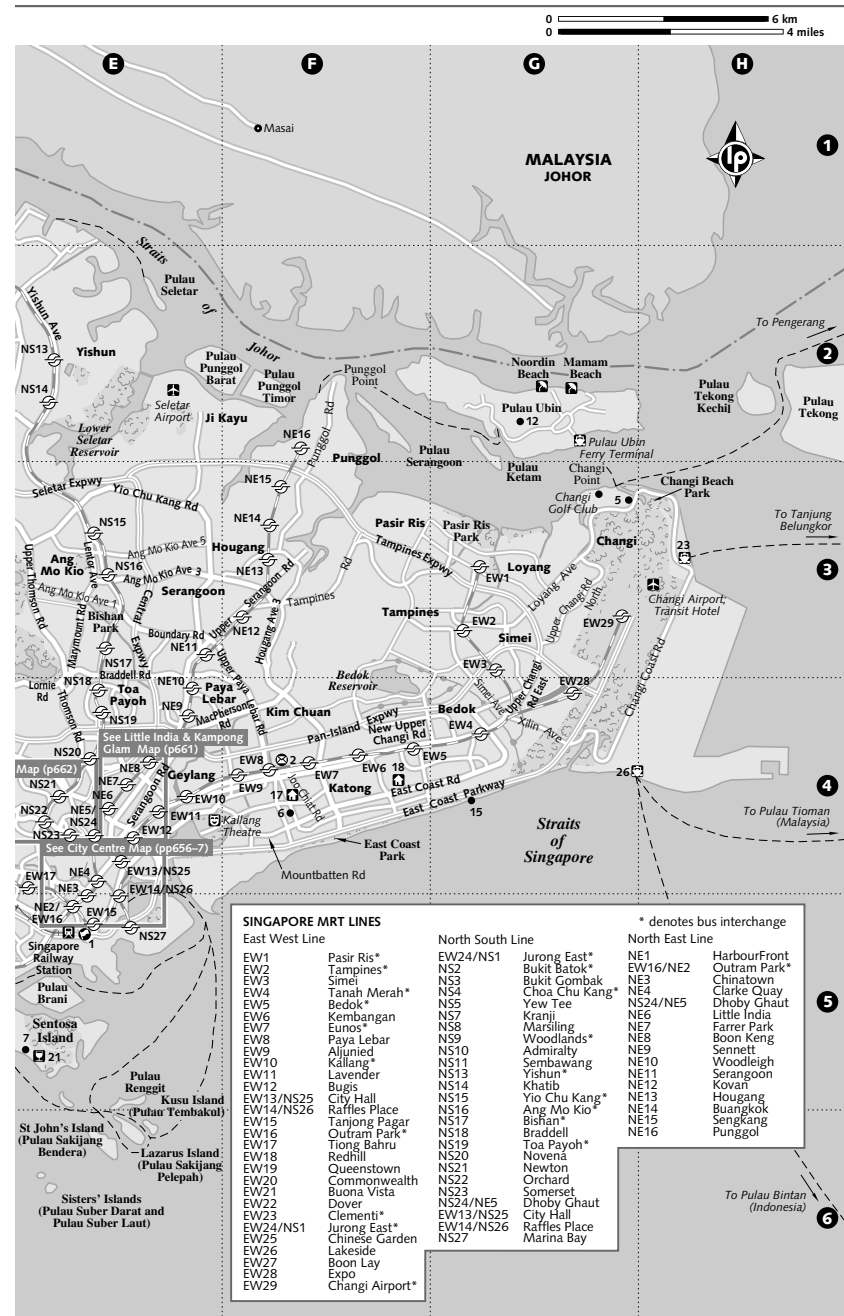 0 6 km
0 4 miles
E F G H
Masai
lp
1
MALAYSIA
JOHOR
Straits
of
Johor
Pulau
Seletar
To Pengerang
Yishun Ave
NS13
Yishun
2
Pulau
Punggol
Barat
Pulau
Punggol
Timor
Punggol
Point
Noordin
Beach
Mamam
Beach
NS14
Seletar
Airport
Ji Kayu
Pulau
Tekong
Kechil
Pulau
Tekong
Pulau Ubin
12
Lower
Seletar
Reservoir
NE16
Punggol Rd
Punggol
Pulau
Serangoon
Pulau Ubin
Ferry Terminal
Pulau
Ketam
Changi
Point
Changi Beach
Park
Seletar Expwy
Yio Chu Kang Rd
NE15
Changi
Golf Club
5
NS15
NE14
Pasir Ris
Pasir Ris
Park
Changi
To Tanjung
Belungkor
Ang
Mo Kio
Lentor Ave
Ang Mo Kio Ave 5
Hougang
Tampines Expwy
23
Upper Thomson Rd
NS16
Ang Mo Kio Ave 3
NE13
Upper Serangoon Rd
Tampines Rd
EW1
Loyang
3
Ang Mo Kio Ave 1
Central Expwy
Serangoon
Loyang Ave
Upper Changi Rd North
Changi Airport;
Transit Hotel
Marymount Rd
Bishan
Park
Hougang Ave 3
Tampines
EW2
Simei
EW29
Boundary Rd
NE12
NS17
Braddell Rd
NE11
Upper Paya Lebar Rd
Bedok
Reservoir
EW3
Upper Changi
Rd East
EW28
Changi Coast Rd
Lornie
Rd
NS18
Toa
Payoh
NE10
Paya
Lebar
Simei Ave
Thomson Rd
NS19
NE9
MacPherson
Rd
Kim Chuan
Pan-Island Expwy
Bedok
New Upper
Changi Rd
EW4
Xilin Ave
See Little India & Kampong
Glam Map (p661)
NS20
NE8
EW8
2
EW5
Map (p662)
Geylang
EW7
EW6
18
26
4
NE7
Serangoon Rd
EW9
Joo Chiat Rd
Katong
East Coast Rd
NS21
NE6
EW10
17
East Coast Parkway
15
NS22
NE5/
NS24
EW11
6
To Pulau Tioman
(Malaysia)
NS23
EW12
Kallang
Theatre
Straits
of
Singapore
See City Centre Map (pp656–7)
East Coast
Park
EW17
EW13/NS25
Mountbatten Rd
NE4
NE3
EW14/NS26
NE2/
EW16
EW15
1
NS27
Singapore
Railway
Station
Pulau
Brani
5
Sentosa
Island
7
21
Pulau
Renggit
Kusu Island
(Pulau Tembakul)
St John's Island
(Pulau Sakijang
Bendera)
Lazarus Island
(Pulau Sakijang
Pelepah)
Sisters' Islands
(Pulau Suber Darat and
Pulau Suber Laut)
To Pulau Bintan
(Indonesia)
6
SINGAPORE MRT LINES
* denotes bus interchange
East West Line
EW1 Pasir Ris*
EW2 Tampines*
EW3 Simei
EW4 Tanah Merah*
EW5 Bedok*
EW6 Kembangan
EW7 Eunos*
EW8 Paya Lebar
EW9 Aljunied
EW10 Kallang*
EW11 Lavender
EW12 Bugis
EW13/NS25 City Hall
EW14/NS26 Raffles Place
EW15 Tanjong Pagar
EW16 Outram Park*
EW17 Tiong Bahru
EW18 Redhill
EW19 Queenstown
EW20 Commonwealth
EW21 Buona Vista
EW22 Dover
EW23 Clementi*
EW24/NS1 Jurong East*
EW25 Chinese Garden
EW26 Lakeside
EW27 Boon Lay
EW28 Expo
EW29 Changi Airport*
North South Line
EW24/NS1 Jurong East*
NS2 Bukit Batok*
NS3 Bukit Gombak
NS4 Choa Chu Kang*
NS5 Yew Tee
NS7 Kranji
NS8 Marsiling
NS9 Woodlands*
NS10 Admiralty
NS11 Sembawang
NS13 Yishun*
NS14 Khatib
NS15 Yio Chu Kang*
NS16 Ang Mo Kio*
NS17 Bishan*
NS18 Braddell
NS19 Toa Payoh*
NS20 Novena
NS21 Newton
NS22 Orchard
NS23 Somerset
NS24/NE5 Dhoby Ghaut
EW13/NS25 City Hall
EW14/NS26 Raffles Place
NS27 Marina Bay
North East Line
NE1 HarbourFront
EW16/NE2 Outram Park*
NE3 Chinatown
NE4 Clarke Quay
NS24/NE5 Dhoby Ghaut
NE6 Little India
NE7 Farrer Park
NE8 Boon Keng
N9 Sennett
NE10 Woodleigh
NE11 Serangoon
NE12 Kovan
NE13 Hougang
NE14 Buangkok
NE15 Sengkang
NE16 Punggol